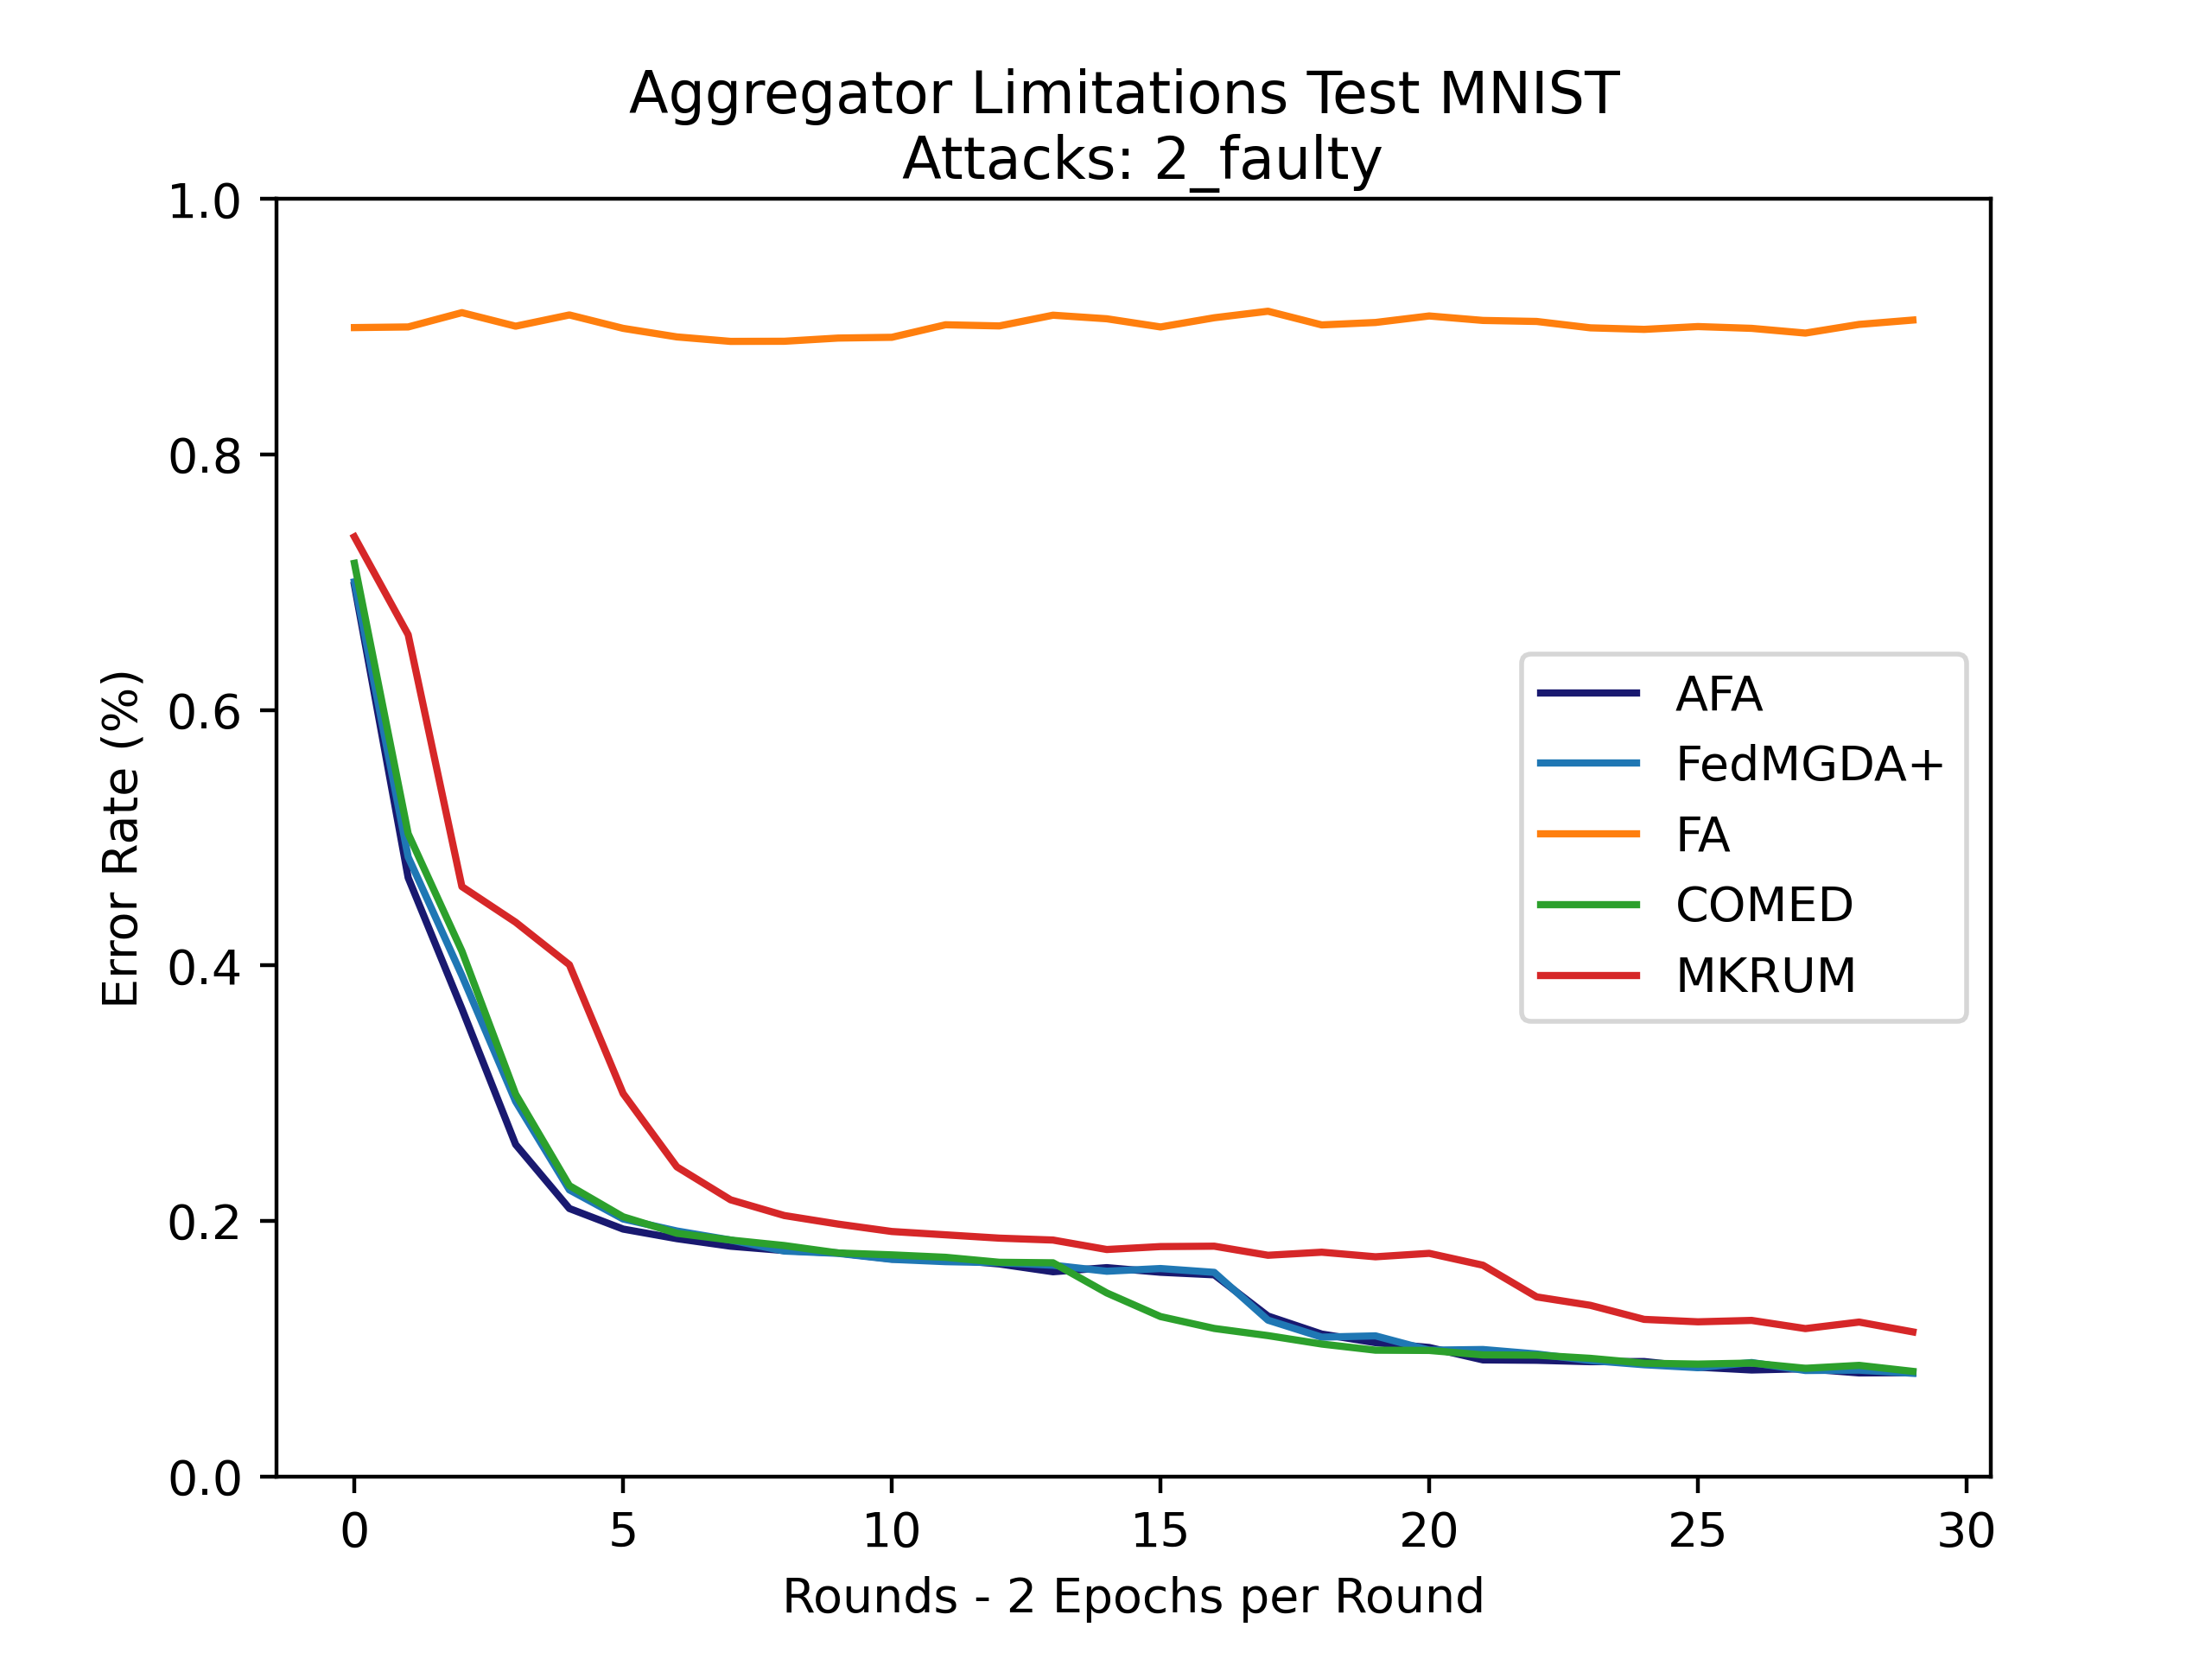 Aggregator Limitations Test MNIST
Attacks: 2_faulty
Error Rate (%)
1.0
0.8
0.6
0.4
0.2
0.0
AFA
FedMGDA+
FA
COMED
MKRUM
0 5 10 15 20 25 30
Rounds - 2 Epochs per Round